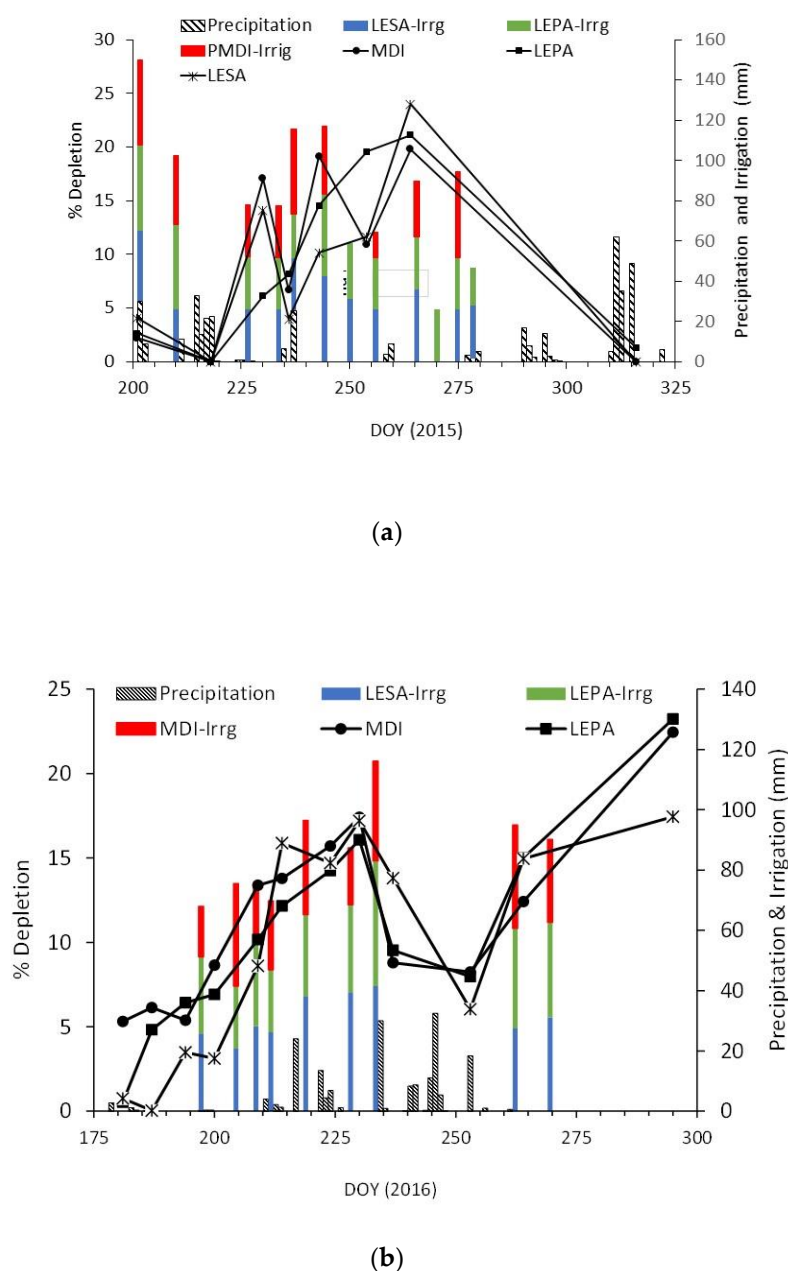 Precipitation LESA-Irrg LEPA-Irrg
PMDI-Irrig MDI LEPA
LESA
30
25
20
15
10
5
0
% Depletion
160
140
120
100
80
60
40
20
0
Precipitation and Irrigation (mm)
200 225 250 275 300 325
DOY (2015)
(a)
Precipitation LESA-Irrg LEPA-Irrg
MDI-Irrg MDI LEPA
25
20
15
10
5
0
% Depletion
140
120
100
80
60
40
20
0
Precipitation & Irrigation (mm)
175 200 225 250 275 300
DOY (2016)
(b)